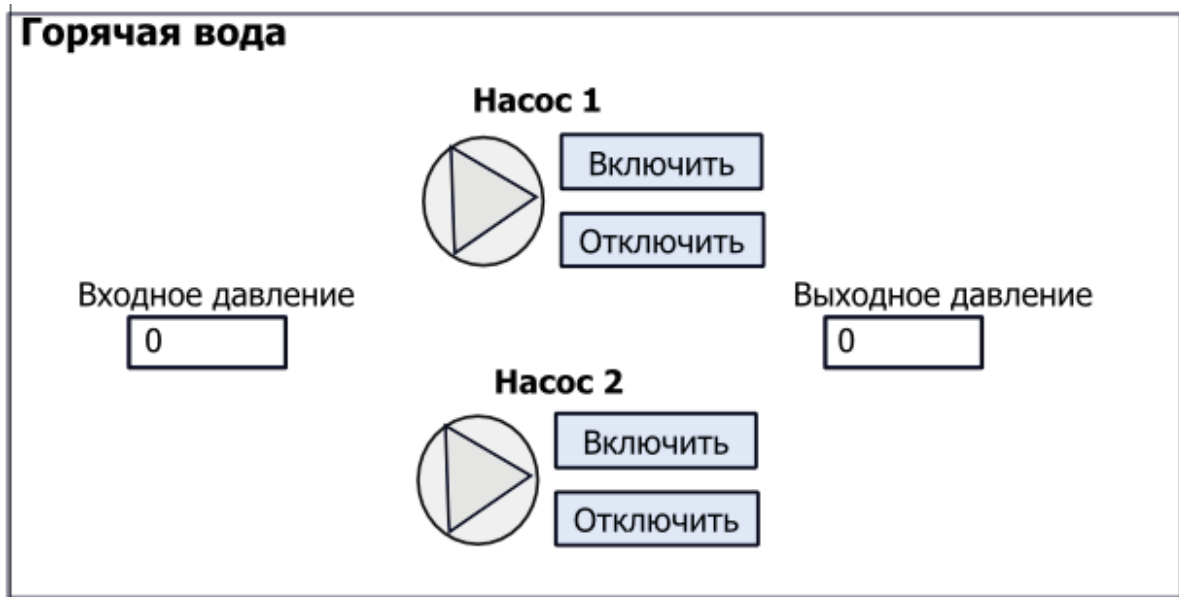 Горячая вода
Насос 1
Включить
Отключить
Входное давление
0
Выходное давление
0
Насос 2
Включить
Отключить